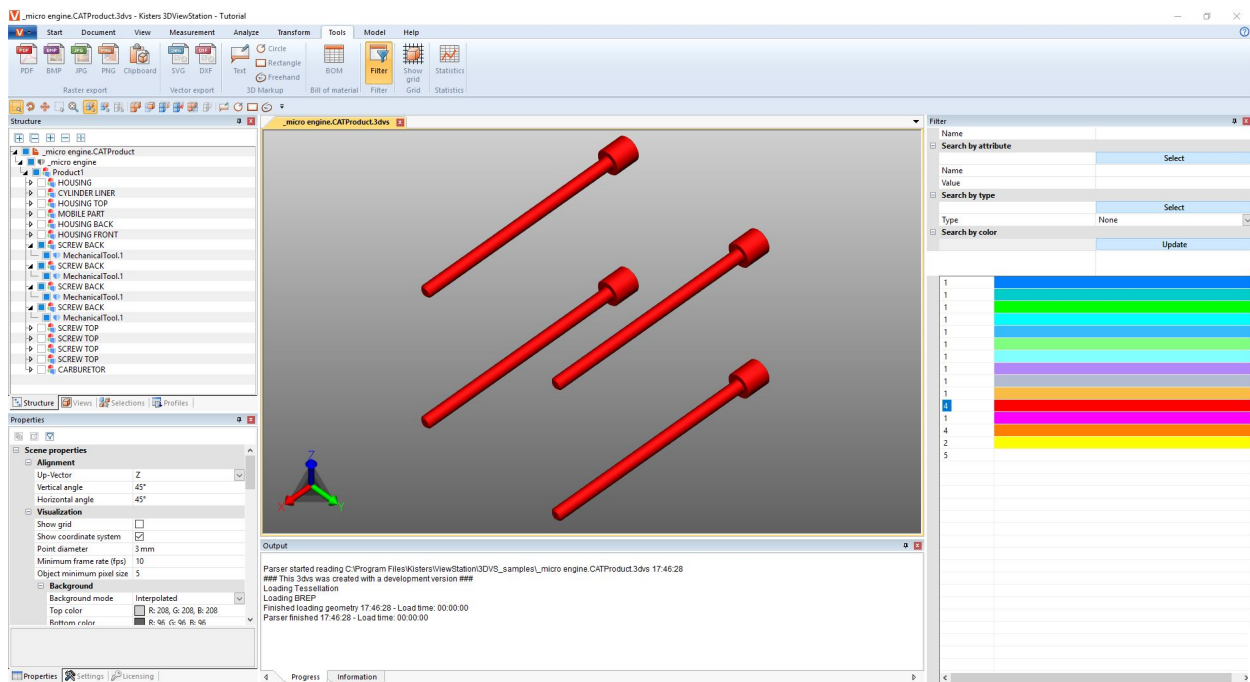 _micro engine.CATProduct.3dvs - Kisters 3DViewStation - Tutorial
Start Document View Measurement Analyze Transform Tools Model Help
PDF BMP JPG PNG Clipboard SVG DXF Text Circle Rectangle Freehand BOM Filter Show grid Statistics
Raster export Vector export 3D Markup Bill of material Filter Grid Statistics
Structure
_micro engine.CATProduct
_micro engine
Product1
HOUSING
CYLINDER LINER
HOUSING TOP
MOBILE PART
HOUSING BACK
HOUSING FRONT
SCREW BACK
MechanicalTool.1
SCREW BACK
MechanicalTool.1
SCREW BACK
MechanicalTool.1
SCREW BACK
MechanicalTool.1
SCREW TOP
SCREW TOP
SCREW TOP
SCREW TOP
CARBURETOR
Structure Views Selections Profiles
Properties
Scene properties
Alignment
Up-Vector Z
Vertical angle 45°
Horizontal angle 45°
Visualization
Show grid
Show coordinate system
Point diameter 3 mm
Minimum frame rate (fps) 10
Object minimum pixel size 5
Background
Background mode Interpolated
Top color R: 208, G: 208, B: 208
Bottom color R: 96, G: 96, B: 96
Properties Settings Licensing
_micro engine.CATProduct.3dvs
Z
X
Y
Output
Parser started reading C:\Program Files\Kisters\ViewStation\3DVS_samples\_micro engine.CATProduct.3dvs 17:46:28
### This 3dvs was created with a development version ###
Loading Tessellation
Loading BREP
Finished loading geometry 17:46:28 - Load time: 00:00:00
Parser finished 17:46:28 - Load time: 00:00:00
Progress Information
Filter
Name
Search by attribute
Select
Name
Value
Search by type
Select
Type None
Search by color
Update
1
1
1
1
1
1
1
1
1
1
4
1
4
2
5